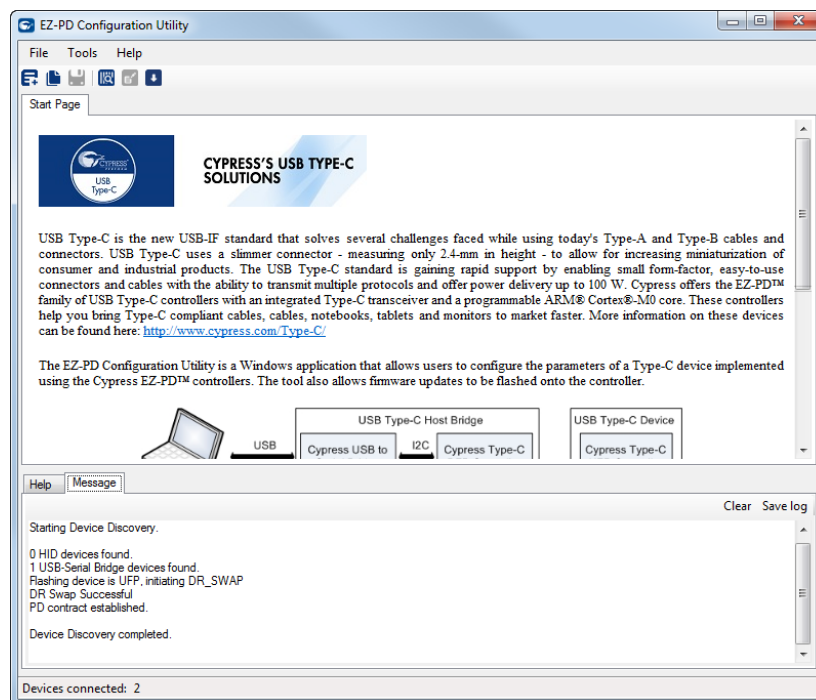 EZ-PD Configuration Utility
File Tools Help
Start Page
CYPRESS
USB
Type-C
CYPRESS'S USB TYPE-C
SOLUTIONS
USB Type-C is the new USB-IF standard that solves several challenges faced while using today's Type-A and Type-B cables and
connectors. USB Type-C uses a slimmer connector - measuring only 2.4-mm in height - to allow for increasing miniaturization of
consumer and industrial products. The USB Type-C standard is gaining rapid support by enabling small form-factor, easy-to-use
connectors and cables with the ability to transmit multiple protocols and offer power delivery up to 100 W. Cypress offers the EZ-PD™
family of USB Type-C controllers with an integrated Type-C transceiver and a programmable ARM® Cortex®-M0 core. These controllers
help you bring Type-C compliant cables, cables, notebooks, tablets and monitors to market faster. More information on these devices
can be found here: http://www.cypress.com/Type-C/
The EZ-PD Configuration Utility is a Windows application that allows users to configure the parameters of a Type-C device implemented
using the Cypress EZ-PD™ controllers. The tool also allows firmware updates to be flashed onto the controller.
USB Type-C Host Bridge
USB Type-C Device
USB
Cypress USB to
I2C
Cypress Type-C
Cypress Type-C
Help Message
Clear Save log
Starting Device Discovery.
0 HID devices found.
1 USB-Serial Bridge devices found.
Flashing device is UFP, initiating DR_SWAP
DR Swap Successful
PD contract established.
Device Discovery completed.
Devices connected: 2